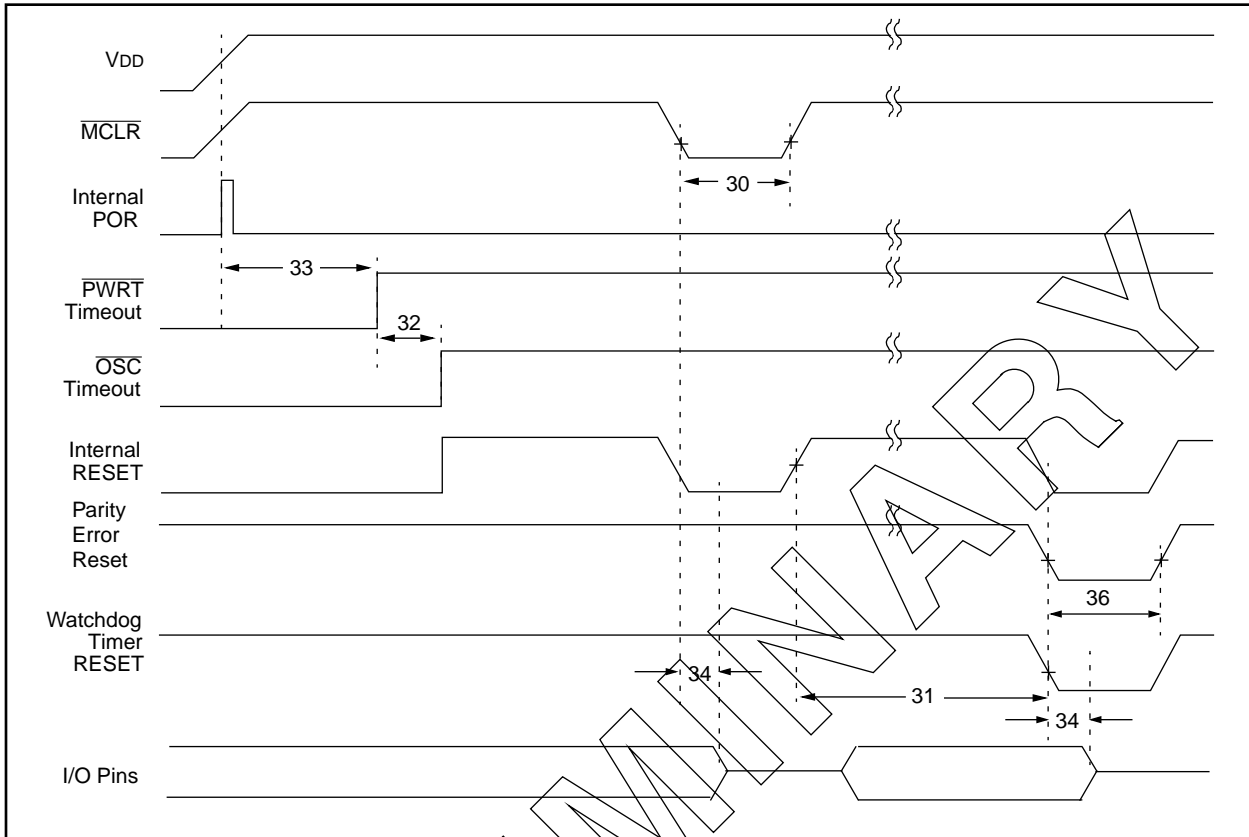 VDD
MCLR
30
Internal
POR
33
PWRT
Timeout
32
OSC
Timeout
Internal
RESET
Parity
Error
Reset
36
Watchdog
Timer
RESET
34
31
34
I/O Pins
MINARY